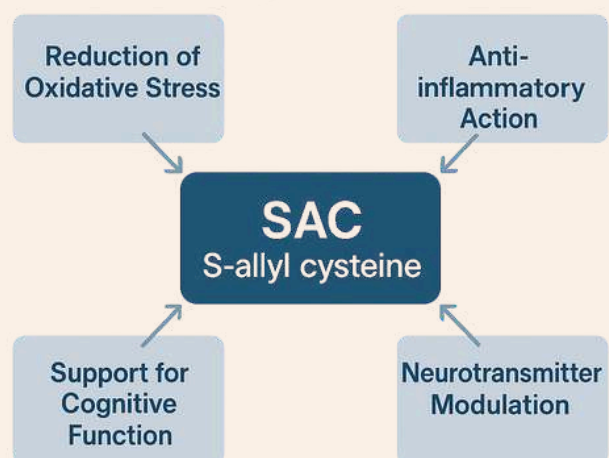 Reduction of
Oxidative Stress
Anti-
inflammatory
Action
SAC
S-allyl cysteine
Support for
Cognitive
Function
Neurotransmitter
Modulation